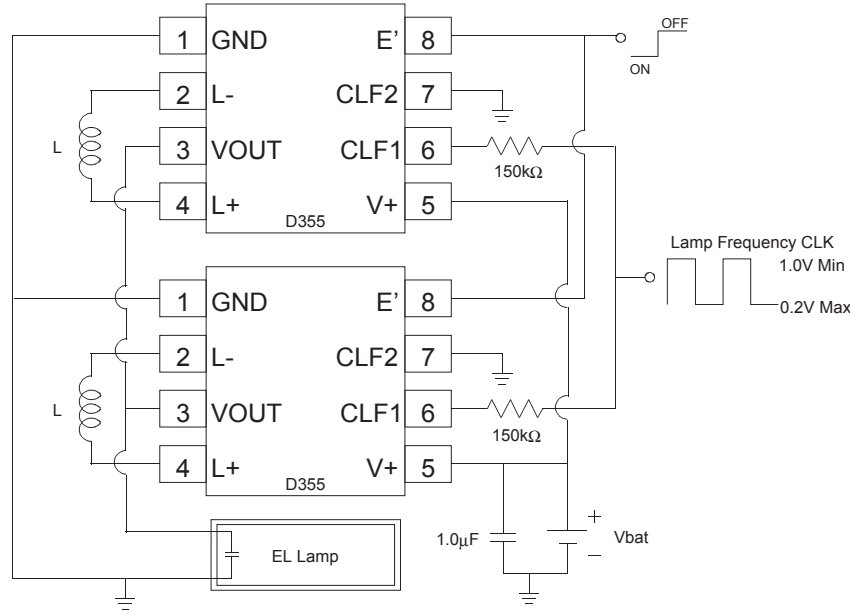 1 GND E’ 8
2 L- CLF2 7
3 VOUT CLF1 6
4 L+ V+ 5
D355
L
150kΩ
OFF
ON
Lamp Frequency CLK
1.0V Min
0.2V Max
1 GND E’ 8
2 L- CLF2 7
3 VOUT CLF1 6
4 L+ V+ 5
D355
L
150kΩ
EL Lamp
1.0µF
+
Vbat
–